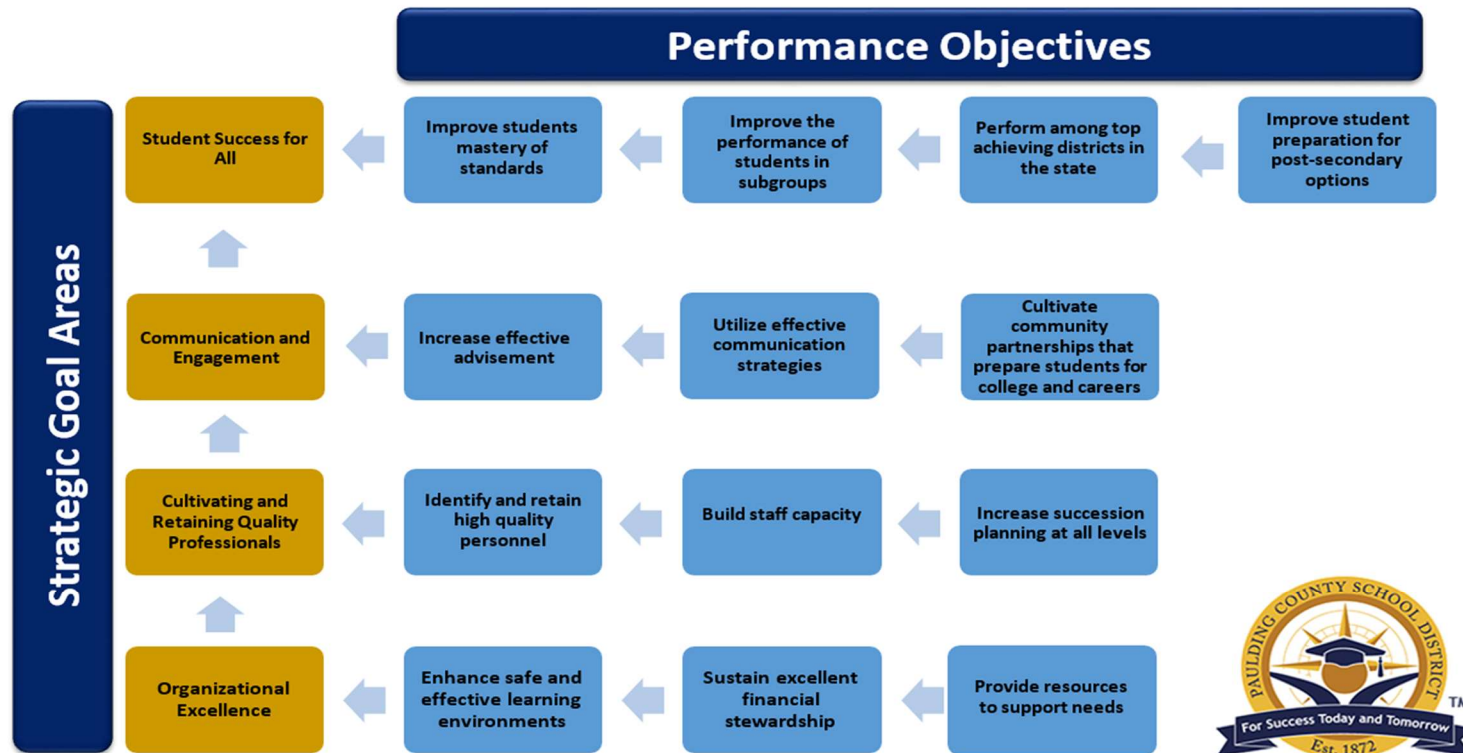 Performance Objectives
Strategic Goal Areas
Student Success for
All
Improve students
mastery of
standards
Improve the
performance of
students in
subgroups
Perform among top
achieving districts in
the state
Improve student
preparation for
post-secondary
options
Communication and
Engagement
Increase effective
advisement
Utilize effective
communication
strategies
Cultivate
community
partnerships that
prepare students for
college and careers
Cultivating and
Retaining Quality
Professionals
Identify and retain
high quality
personnel
Build staff capacity
Increase succession
planning at all levels
Organizational
Excellence
Enhance safe and
effective learning
environments
Sustain excellent
financial
stewardship
Provide resources
to support needs
PAULDING COUNTY SCHOOL DISTRICT
TM
For Success Today and Tomorrow
Est. 1872